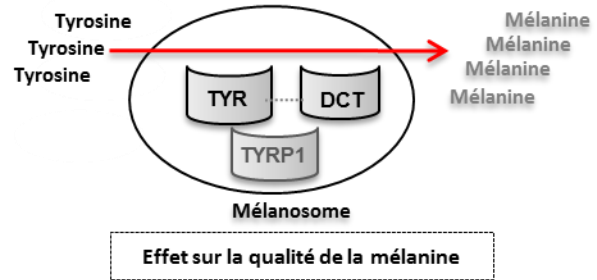 Tyrosine
Tyrosine
Tyrosine
Mélanine
Mélanine
Mélanine
Mélanine
TYR
DCT
TYRP1
Mélanosome
Effet sur la qualité de la mélanine